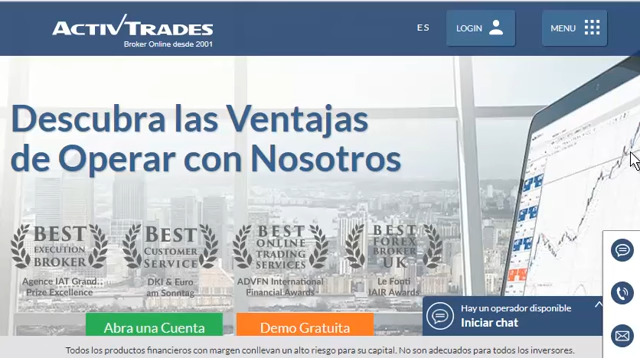 ACTIVTRADES
Broker Online desde 2001
ES
LOGIN
MENU
Descubra las Ventajas
de Operar con Nosotros
BEST
EXECUTION
BROKER
Agence IAT Grand
Prize Excellence
BEST
CUSTOMER
SERVICE
DKI & Euro
am Sonntag
BEST
ONLINE
TRADING
SERVICES
ADVFN International
Financial Awards
BEST
FOREX
BROKER
UK
Le Fonti
IAIR Awards
Abra una Cuenta
Demo Gratuita
Hay un operador disponible
Iniciar chat
Todos los productos financieros con margen conllevan un alto riesgo para su capital. No son adecuados para todos los inversores.